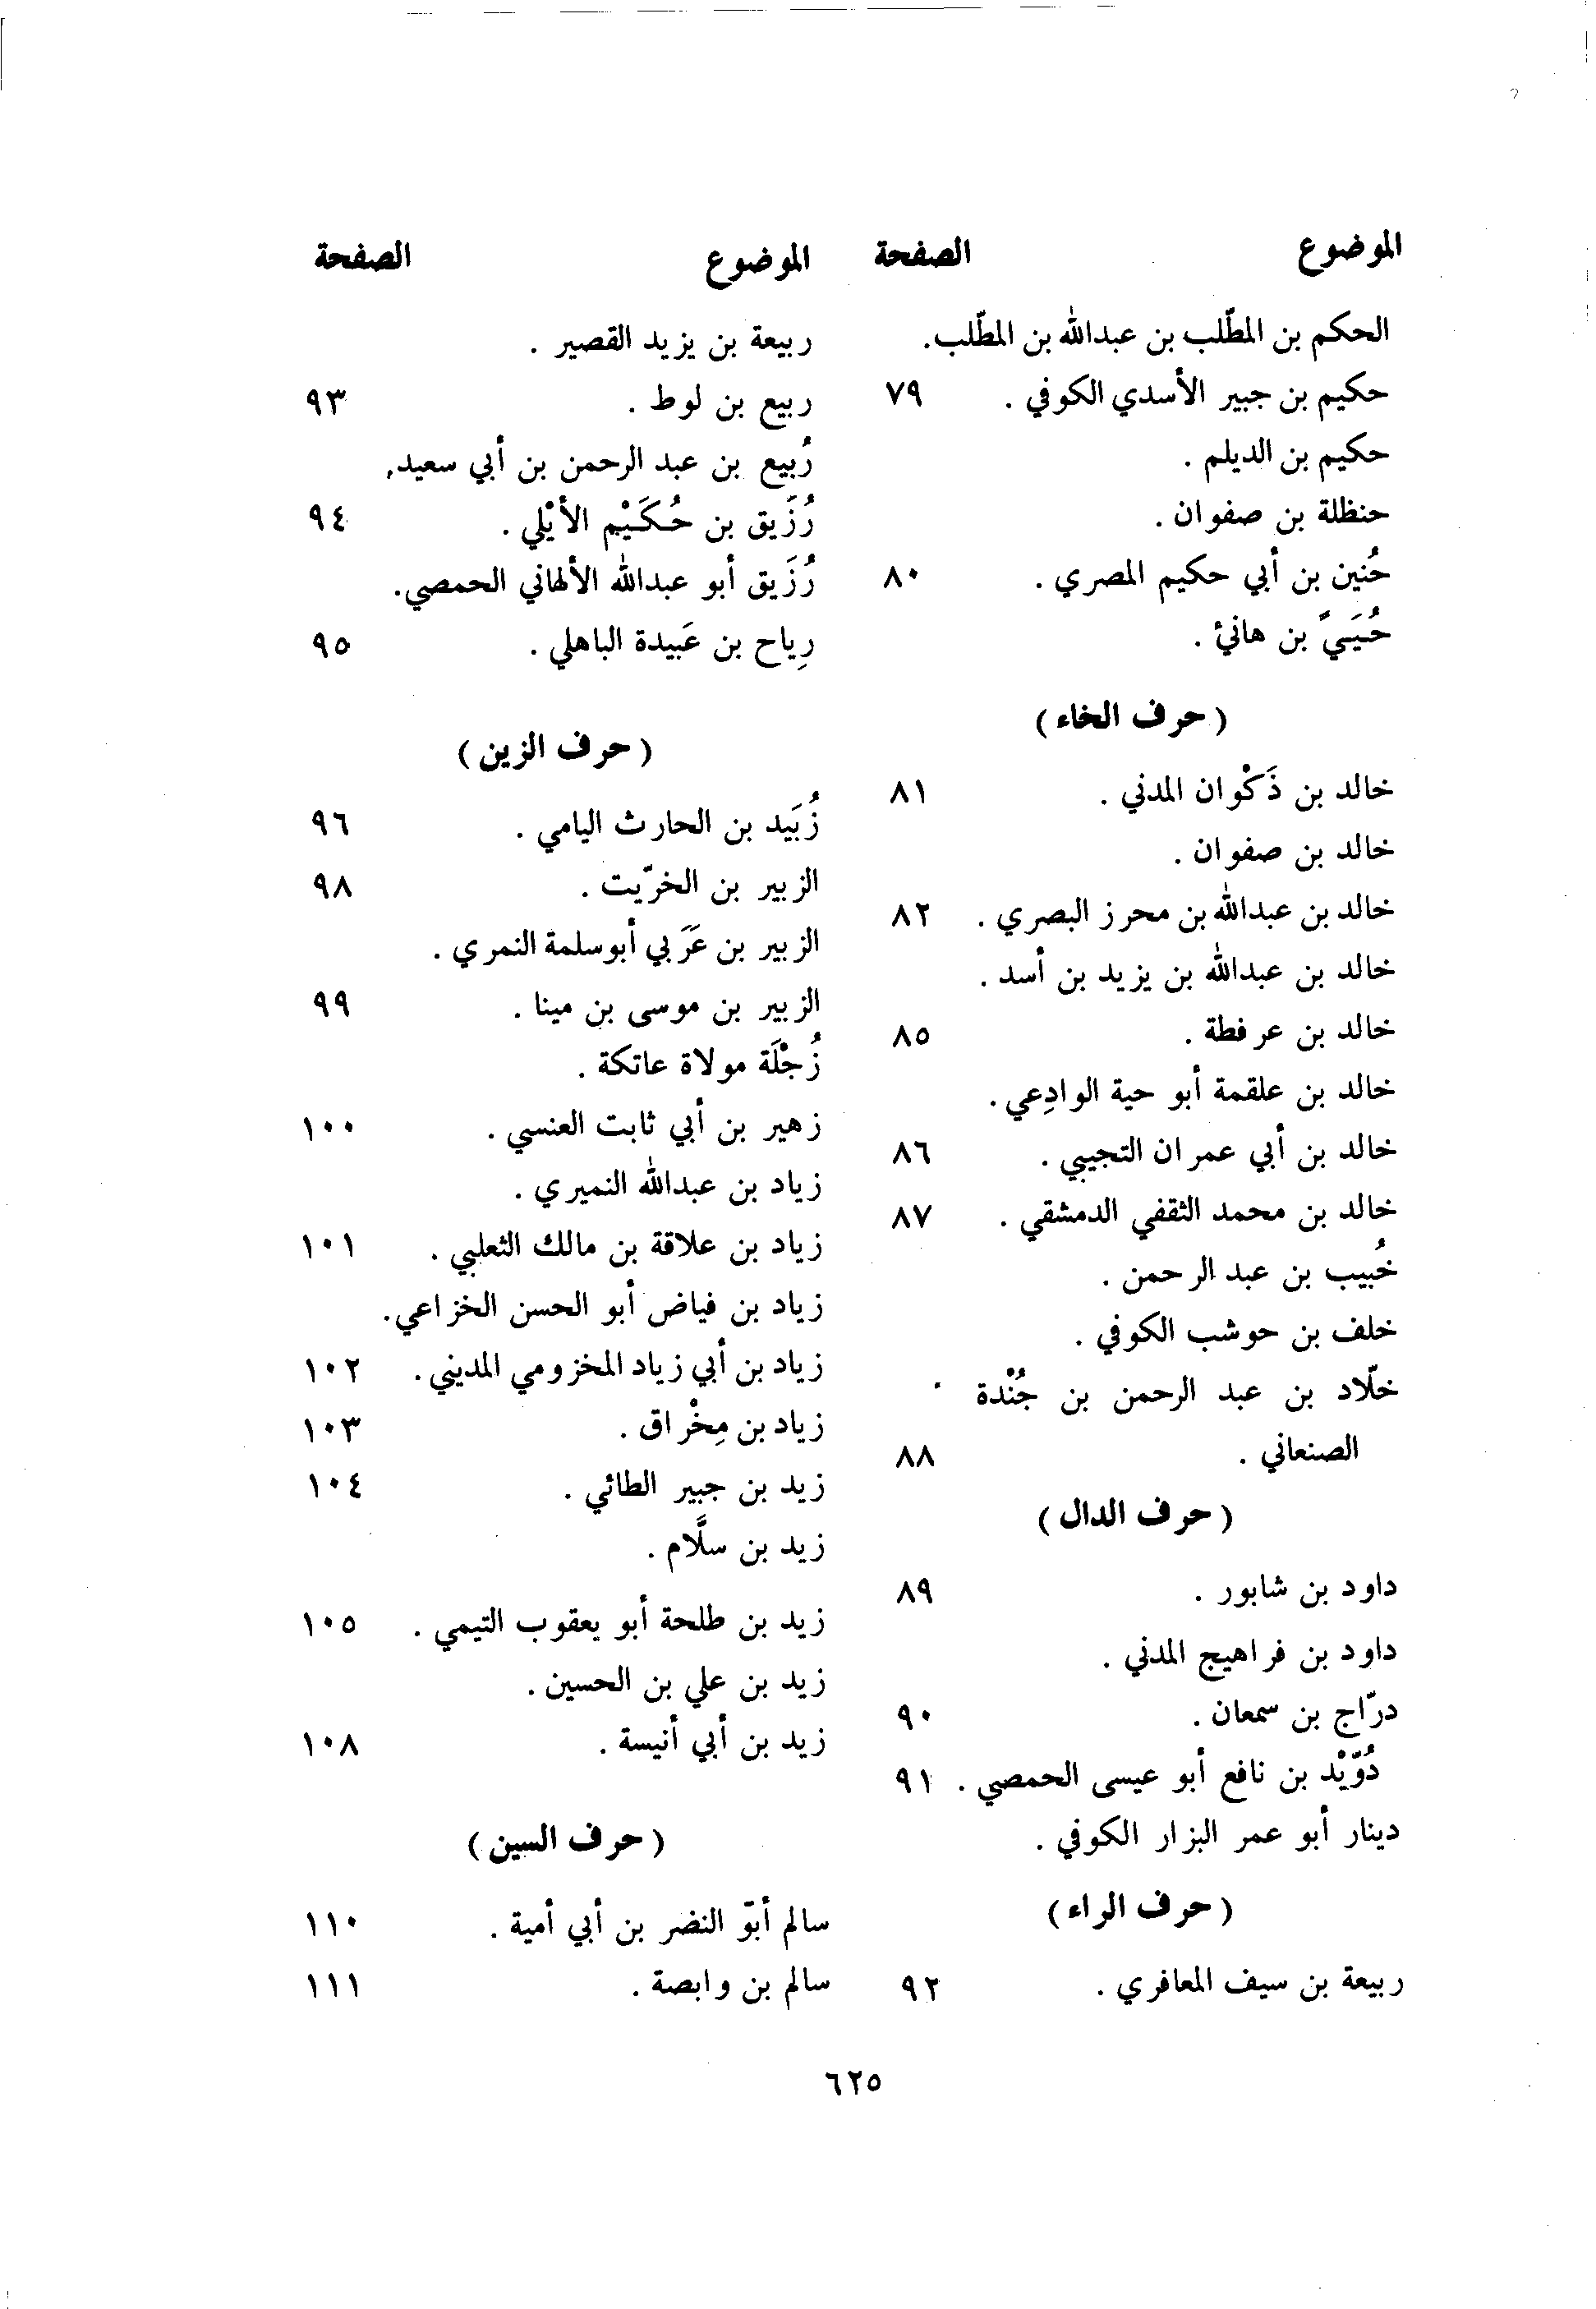 الموضوع الصفحة
الحكم بن المطّلب بن عبدالله بن المطّلب.
حكيم بن جبير الأسدي الكوفي . ٧٩
حكيم بن الديلم .
حنظلة بن صفوان .
حُنين بن أبي حكيم المصري . ٨٠
حُيَيّ بن هانئ .
( حرف الخاء )
خالد بن ذَكْوان المدني . ٨١
خالد بن صفوان .
خالد بن عبدالله بن محرز البصري . ٨٢
خالد بن عبدالله بن يزيد بن أسد .
خالد بن عرفطة . ٨٥
خالد بن علقمة أبو حية الوادِعي .
خالد بن أبي عمران التجيبي . ٨٦
خالد بن محمد الثقفي الدمشقي . ٨٧
خُبيب بن عبد الرحمن .
خلف بن حوشب الكوفي .
خلّاد بن عبد الرحمن بن جُنْدة
الصنعاني . ٨٨
( حرف الدال )
داود بن شابور . ٨٩
داود بن فراهيج المدني .
درّاج بن سمعان . ٩٠
دُوَيْد بن نافع أبو عيسى الحمصي . ٩١
دينار أبو عمر البزار الكوفي .
( حرف الراء )
ربيعة بن سيف المعافري . ٩٢
الموضوع الصفحة
ربيعة بن يزيد القصير .
ربيع بن لوط . ٩٣
رُبيع بن عبد الرحمن بن أبي سعيد.
رُزَيق بن حُكَيْم الأيْلي . ٩٤
رُزَيق أبو عبدالله الألهاني الحمصي.
رِياح بن عَبيدة الباهلي . ٩٥
( حرف الزين )
زُبَيد بن الحارث اليامي . ٩٦
الزبير بن الخرّيت . ٩٨
الزبير بن عَرَبي أبوسلمة النمري .
الزبير بن موسى بن مينا . ٩٩
زُجْلَة مولاة عاتكة .
زهير بن أبي ثابت العنسي . ١٠٠
زياد بن عبدالله النميري .
زياد بن علاقة بن مالك الثعلبي . ١٠١
زياد بن فياض أبو الحسن الخزاعي.
زياد بن أبي زياد المخزومي المديني . ١٠٢
زياد بن مِخْراق . ١٠٣
زيد بن جبير الطائي . ١٠٤
زيد بن سلَّام .
زيد بن طلحة أبو يعقوب التيمي . ١٠٥
زيد بن علي بن الحسين .
زيد بن أبي أنيسة . ١٠٨
( حرف السين )
سالم أبوّ النضر بن أبي أمية . ١١٠
سالم بن وابصة . ١١١
٦٢٥